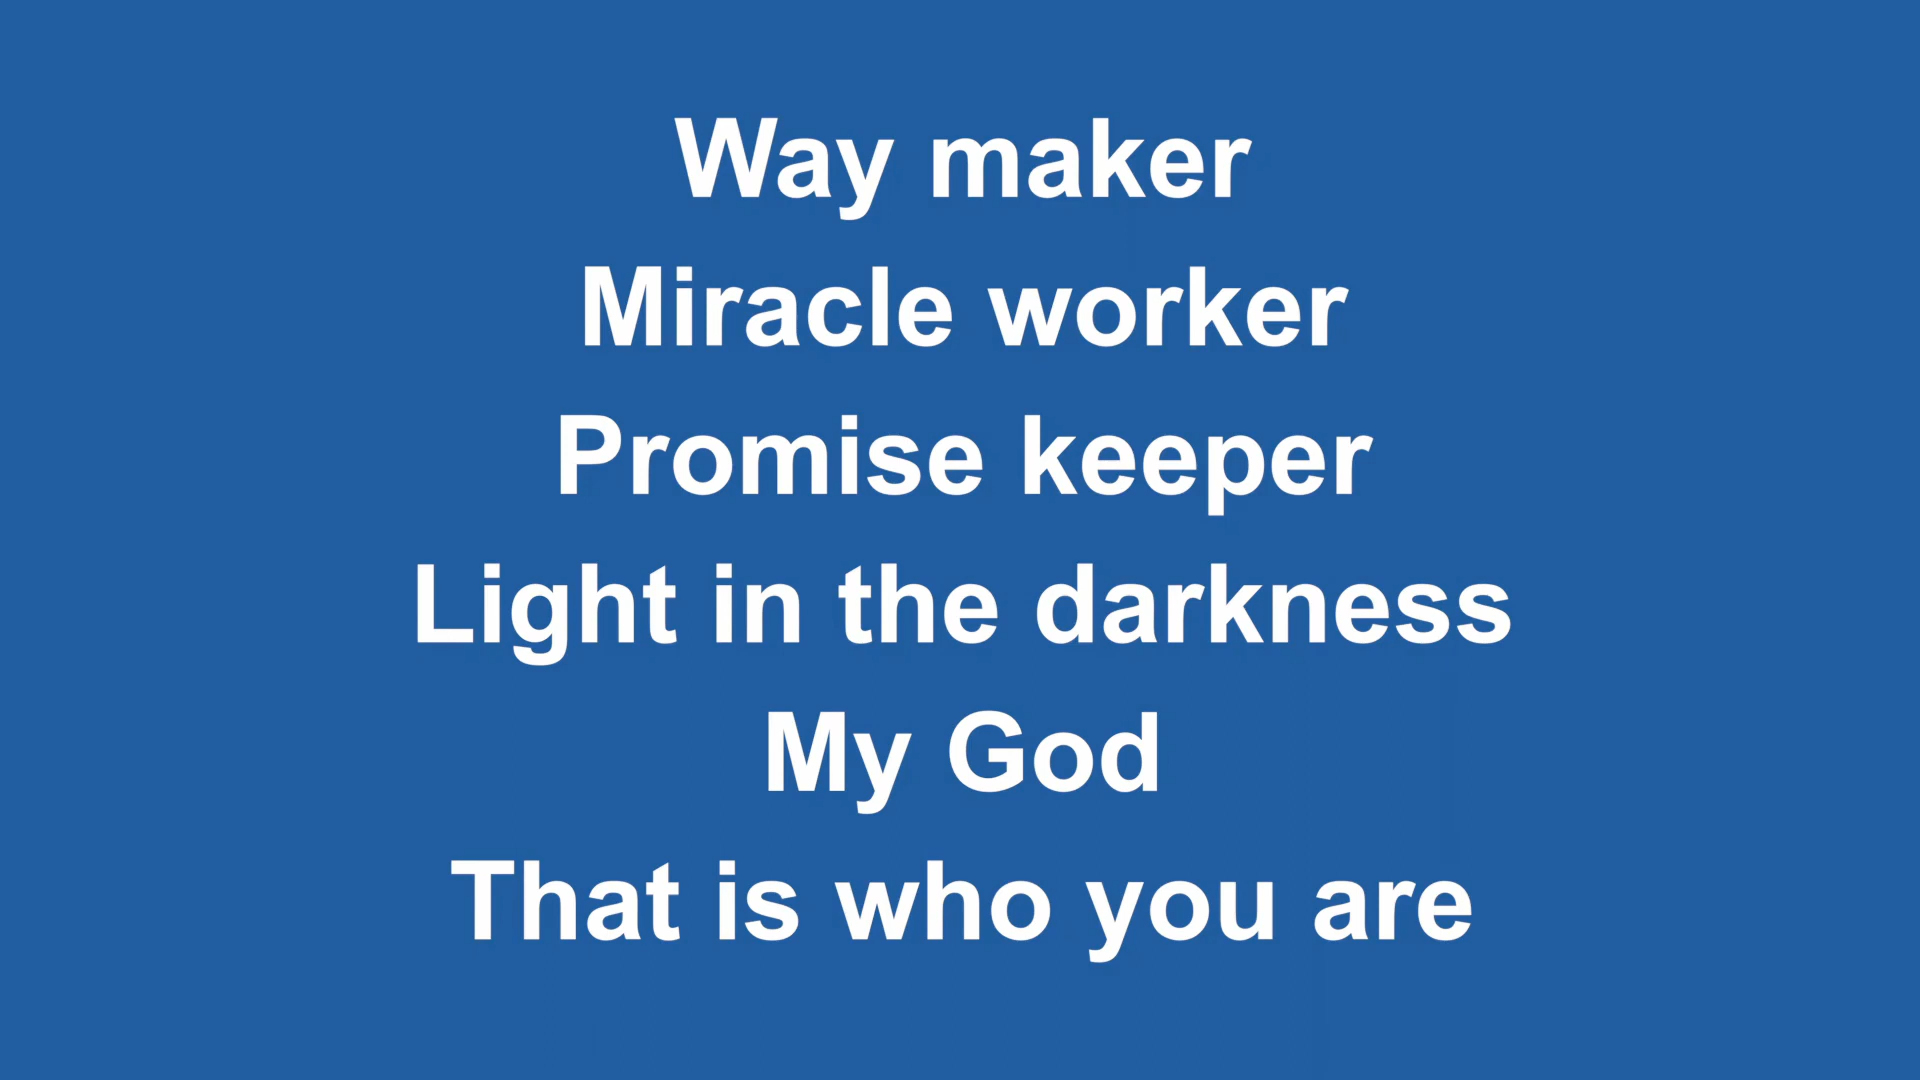 Way maker
Miracle worker
Promise keeper
Light in the darkness
My God
That is who you are